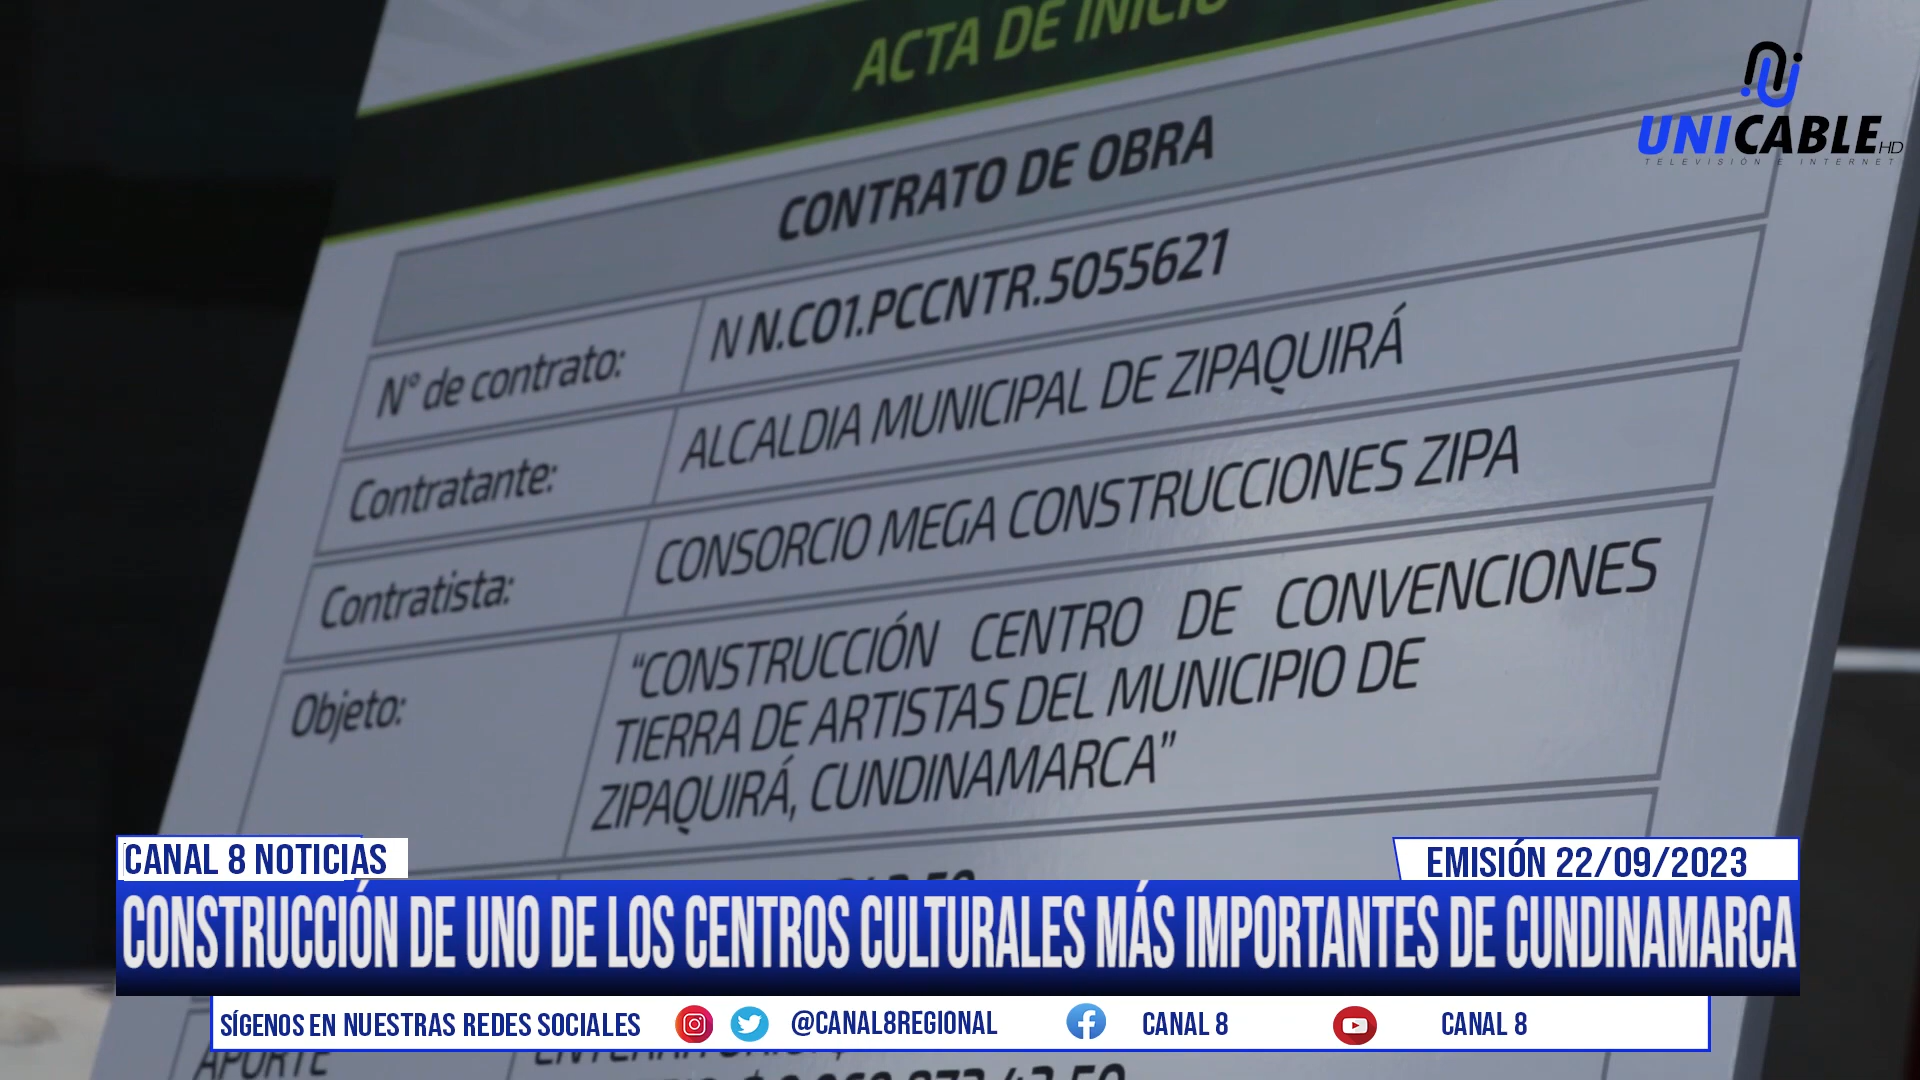 ACTA DE INICIO
UNICABLE HD
TELEVISIÓN E INTERNET
CONTRATO DE OBRA
N° de contrato: N N.CO1.PCCNTR.5055621
Contratante: ALCALDIA MUNICIPAL DE ZIPAQUIRÁ
Contratista: CONSORCIO MEGA CONSTRUCCIONES ZIPA
Objeto: “CONSTRUCCIÓN CENTRO DE CONVENCIONES
TIERRA DE ARTISTAS DEL MUNICIPIO DE
ZIPAQUIRÁ, CUNDINAMARCA”
CANAL 8 NOTICIAS
EMISIÓN 22/09/2023
CONSTRUCCIÓN DE UNO DE LOS CENTROS CULTURALES MÁS IMPORTANTES DE CUNDINAMARCA
SÍGENOS EN NUESTRAS REDES SOCIALES @CANAL8REGIONAL CANAL 8 CANAL 8
APORTE